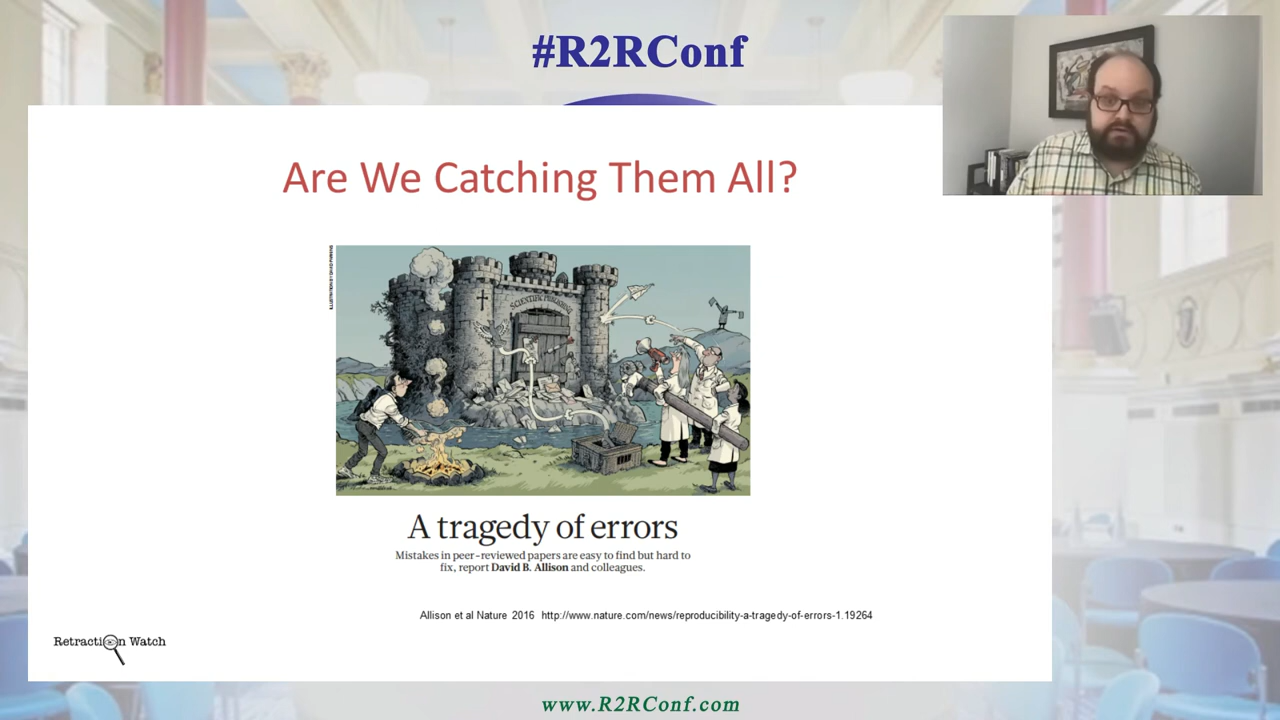 #R2RConf
Are We Catching Them All?
SCIENTIFIC PUBLISHING
A tragedy of errors
Mistakes in peer-reviewed papers are easy to find but hard to
fix, report David B. Allison and colleagues.
Allison et al Nature 2016 http://www.nature.com/news/reproducibility-a-tragedy-of-errors-1.19264
Retraction Watch
www.R2RConf.com